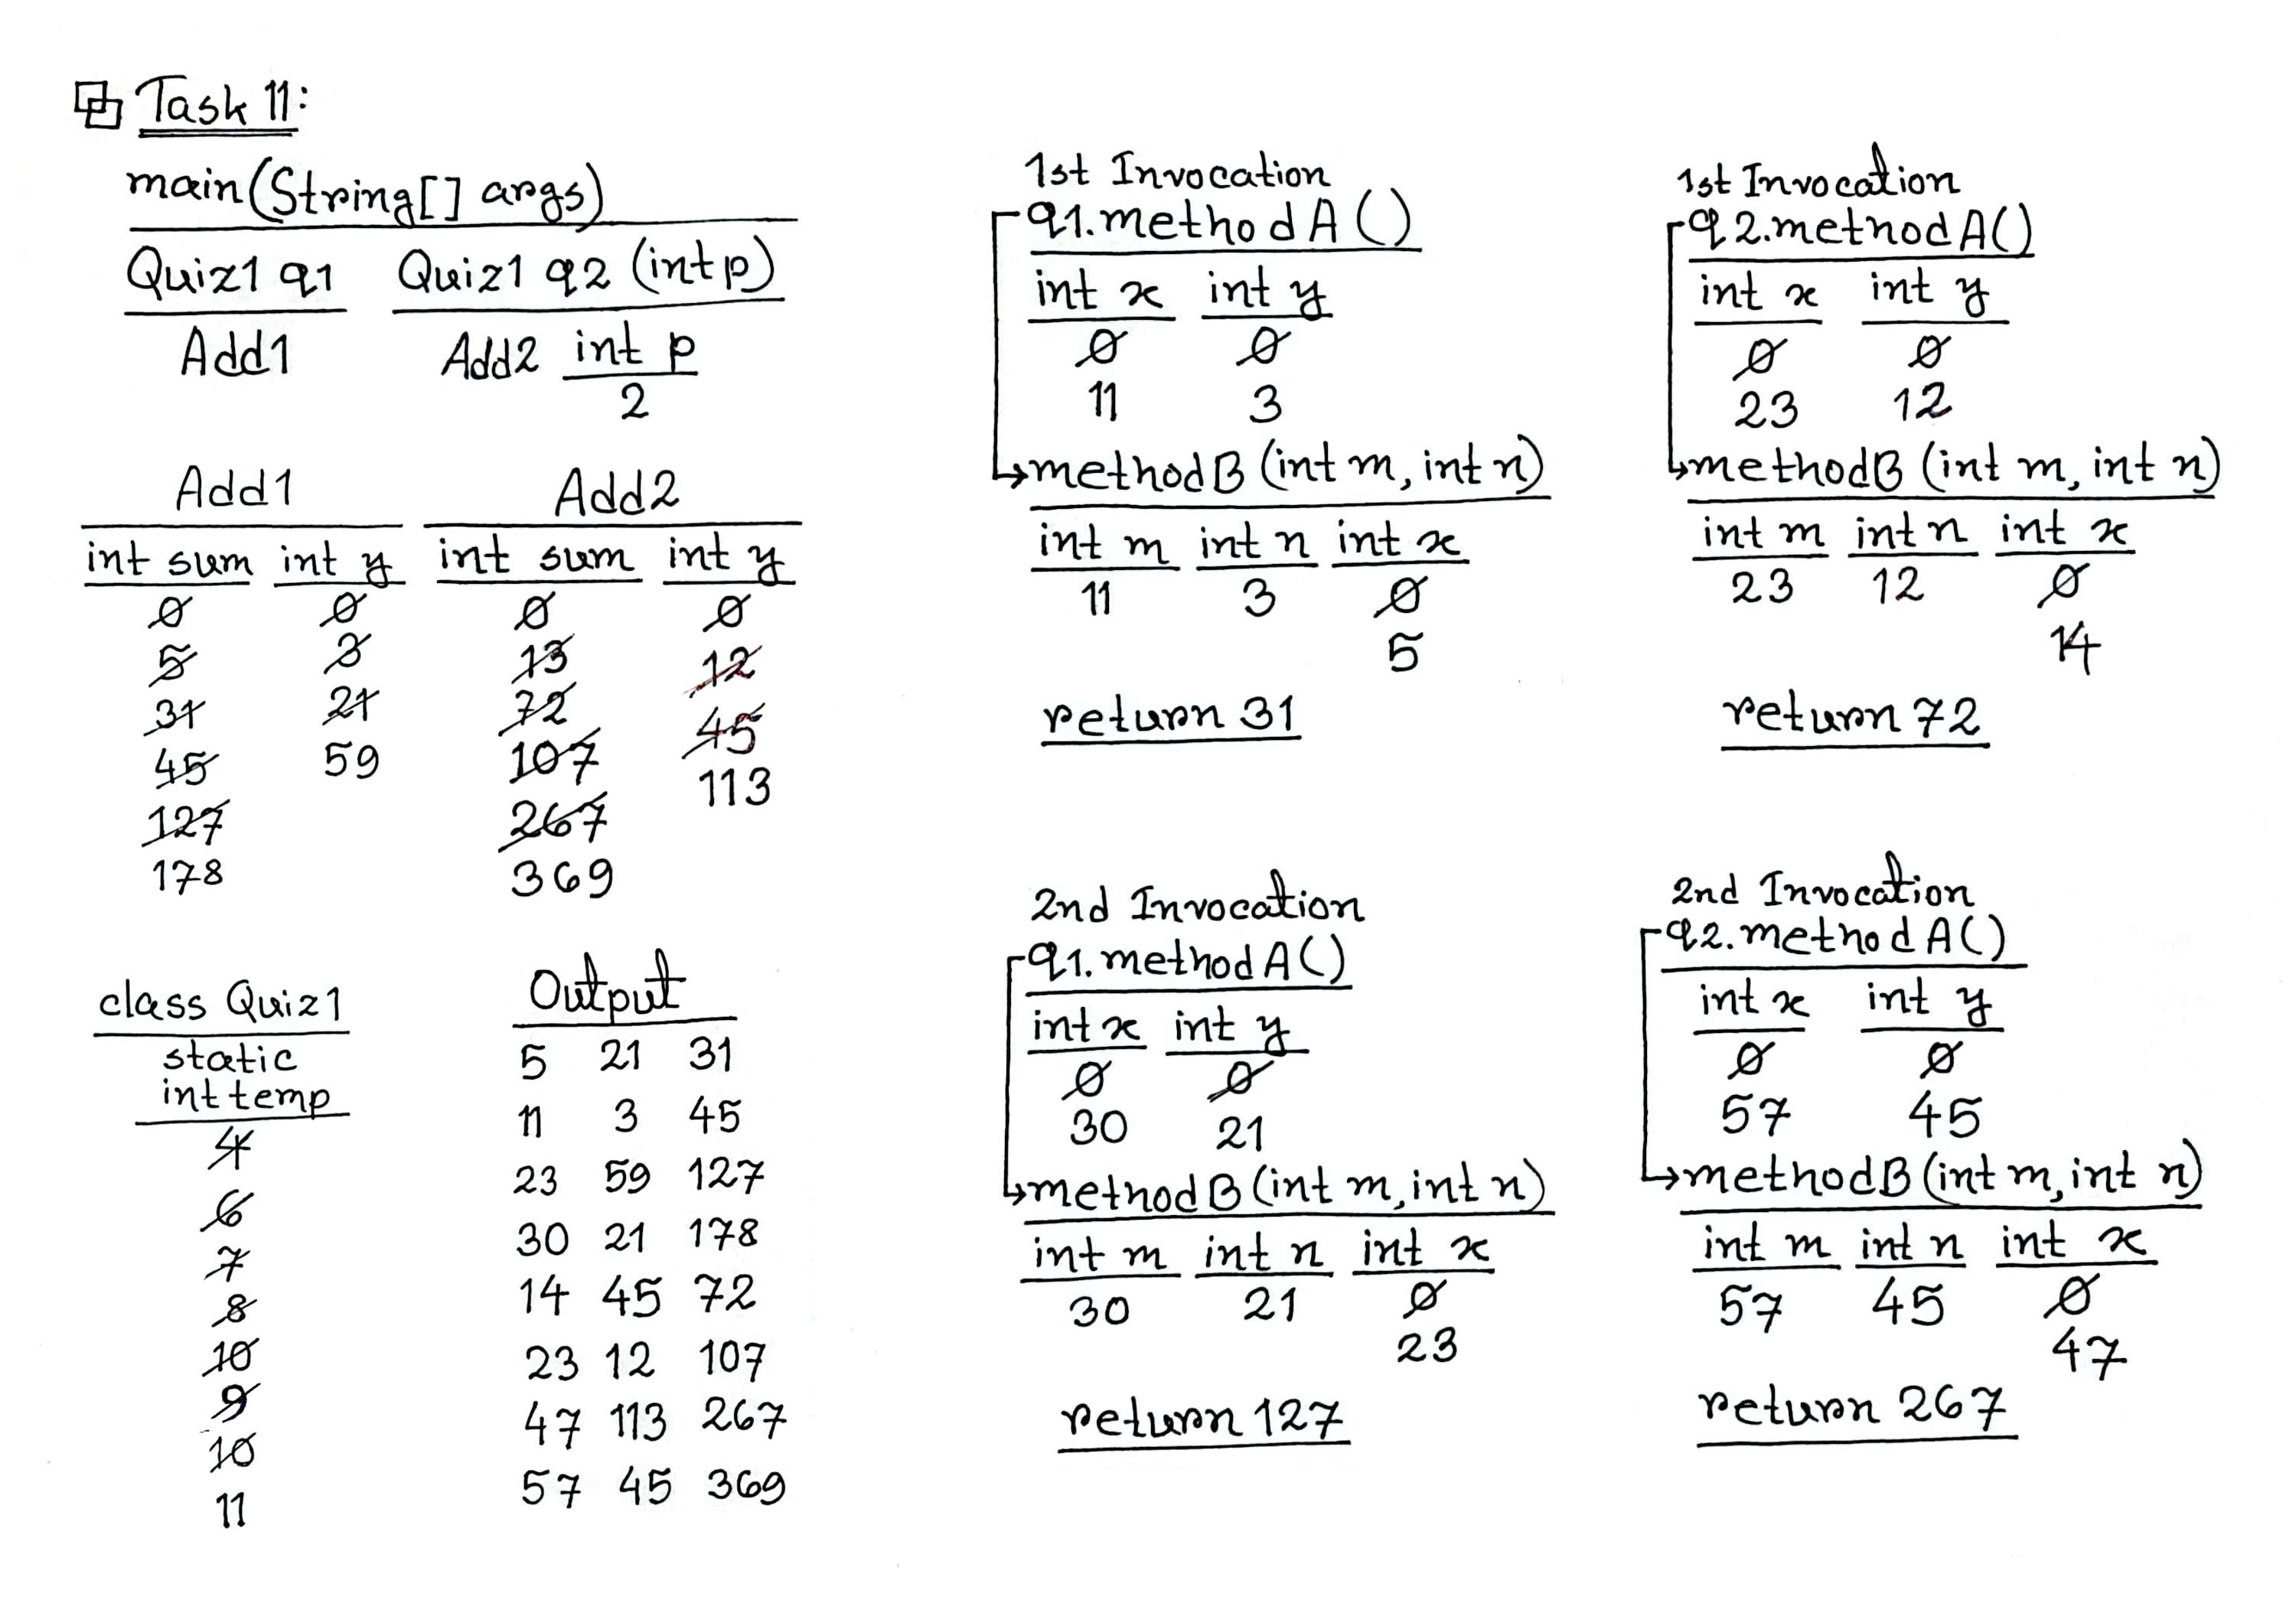 Task 11:
main(String[] args)
Quiz1 q1 Quiz1 q2 (int p)
Add1 Add2 int p
2
Add1 Add2
int sum int y int sum int y
0 0 0 0
5 3 13 12
31 21 72 45
45 59 107 113
127 267
178 369
class Quiz1
static
int temp
4
6
7
8
10
9
10
11
Output
5 21 31
11 3 45
23 59 127
30 21 178
14 45 72
23 12 107
47 113 267
57 45 369
1st Invocation
q1.methodA()
int x int y
0 0
11 3
methodB(int m, int n)
int m int n int x
11 3 0
5
return 31
2nd Invocation
q1.methodA()
int x int y
0 0
30 21
methodB(int m, int n)
int m int n int x
30 21 0
23
return 127
1st Invocation
q2.methodA()
int x int y
0 0
23 12
methodB(int m, int n)
int m int n int x
23 12 0
14
return 72
2nd Invocation
q2.methodA()
int x int y
0 0
57 45
methodB(int m, int n)
int m int n int x
57 45 0
47
return 267